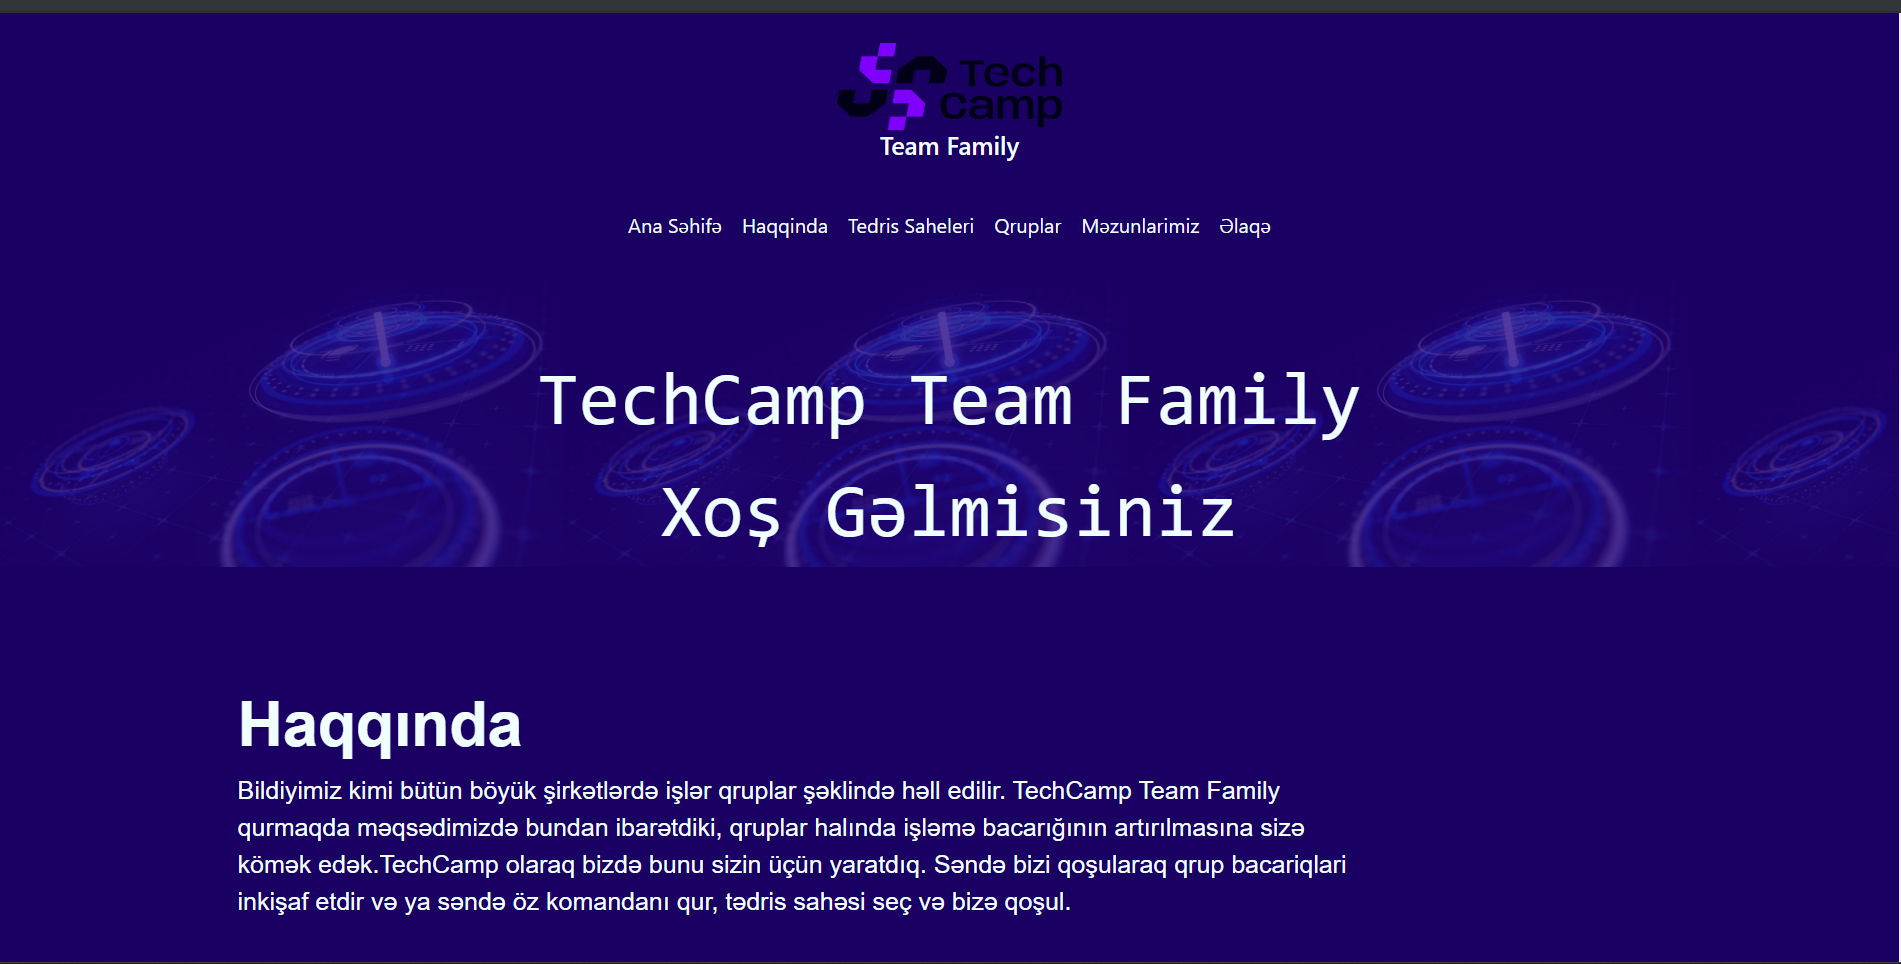 Tech
Camp
Team Family
Ana Səhifə Haqqinda Tedris Saheleri Qruplar Məzunlarimiz Əlaqə
TechCamp Team Family
Xoş Gəlmisiniz
Haqqında
Bildiyimiz kimi bütün böyük şirkətlərdə işlər qruplar şəklində həll edilir. TechCamp Team Family
qurmaqda məqsədimizdə bundan ibarətdiki, qruplar halında işləmə bacarığının artırılmasına sizə
kömək edək.TechCamp olaraq bizdə bunu sizin üçün yaratdıq. Səndə bizi qoşularaq qrup bacariqlari
inkişaf etdir və ya səndə öz komandanı qur, tədris sahəsi seç və bizə qoşul.